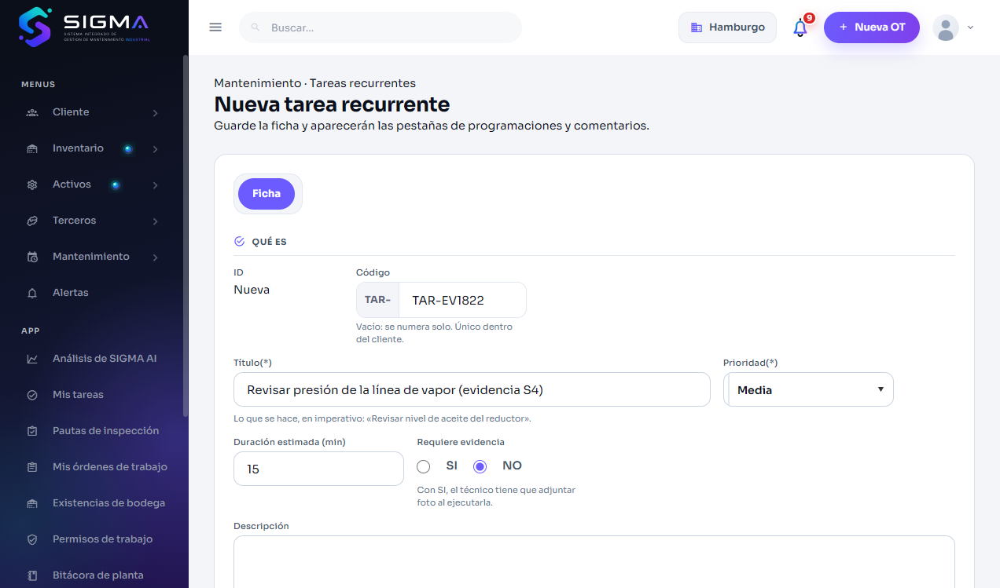 SIGMA
SISTEMA INTEGRADO DE
GESTION DE MANTENIMIENTO INDUSTRIAL
Buscar...
Hamburgo
9
+ Nueva OT
MENUS
Cliente
Inventario
Activos
Terceros
Mantenimiento
Alertas
APP
Análisis de SIGMA AI
Mis tareas
Pautas de inspección
Mis órdenes de trabajo
Existencias de bodega
Permisos de trabajo
Bitácora de planta
Mantenimiento · Tareas recurrentes
Nueva tarea recurrente
Guarde la ficha y aparecerán las pestañas de programaciones y comentarios.
Ficha
QUÉ ES
ID
Nueva
Código
TAR- TAR-EV1822
Vacío: se numera solo. Único dentro
del cliente.
Título(*)
Revisar presión de la línea de vapor (evidencia S4)
Lo que se hace, en imperativo: «Revisar nivel de aceite del reductor».
Prioridad(*)
Media
Duración estimada (min)
15
Requiere evidencia
SI NO
Con SI, el técnico tiene que adjuntar
foto al ejecutarla.
Descripción